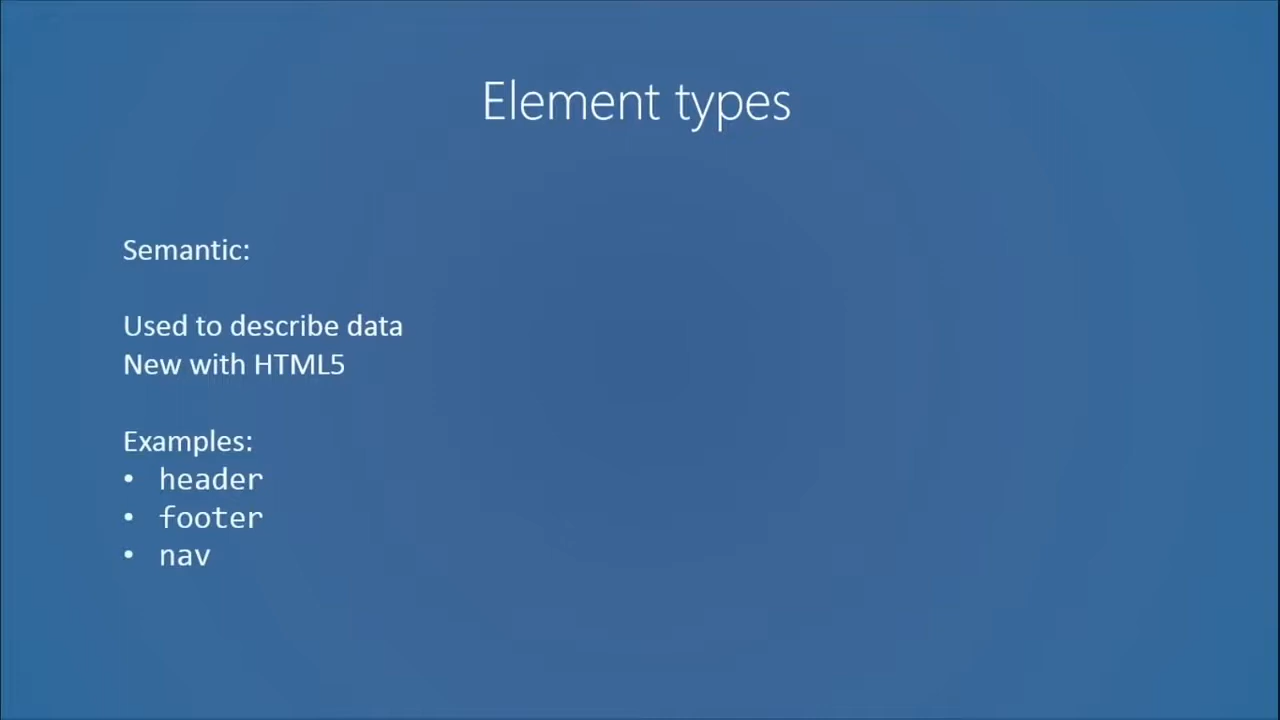 Element types
Semantic:
Used to describe data
New with HTML5
Examples:
• header
• footer
• nav